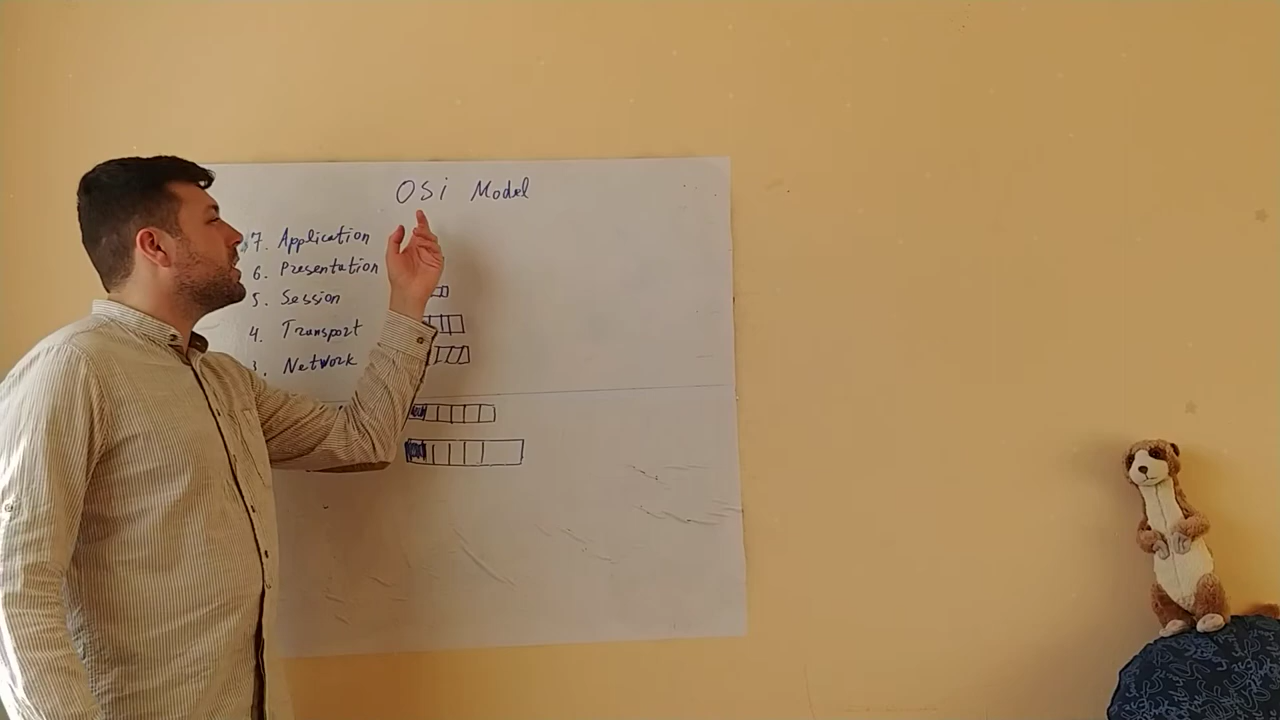 OSi Model
7. Application
6. Presentation
5. Session
4. Transport
3. Network